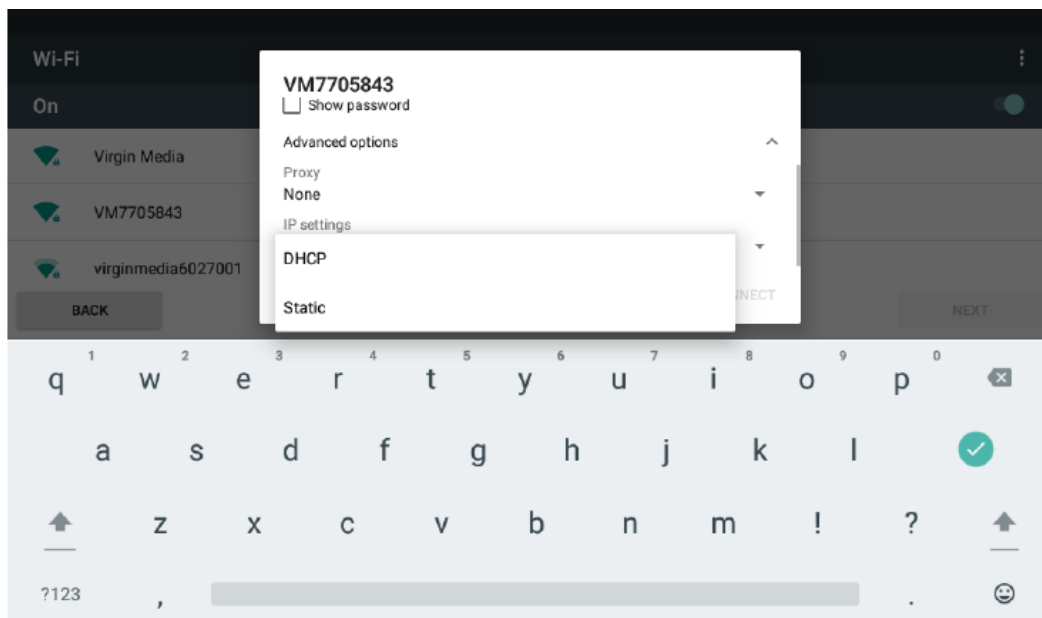 Wi-Fi
On
Virgin Media
VM7705843
virginmedia6027001
BACK
NEXT
VM7705843
Show password
Advanced options
Proxy
None
IP settings
DHCP
Static
NNECT
1 2 3 4 5 6 7 8 9 0
q w e r t y u i o p
a s d f g h j k l
z x c v b n m ! ?
?123 , .